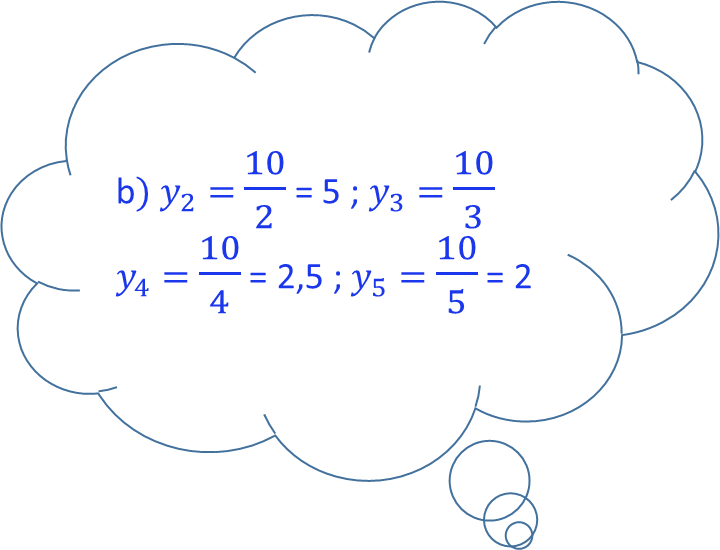 b) y₂ = 10/2 = 5 ; y₃ = 10/3
y₄ = 10/4 = 2,5 ; y₅ = 10/5 = 2